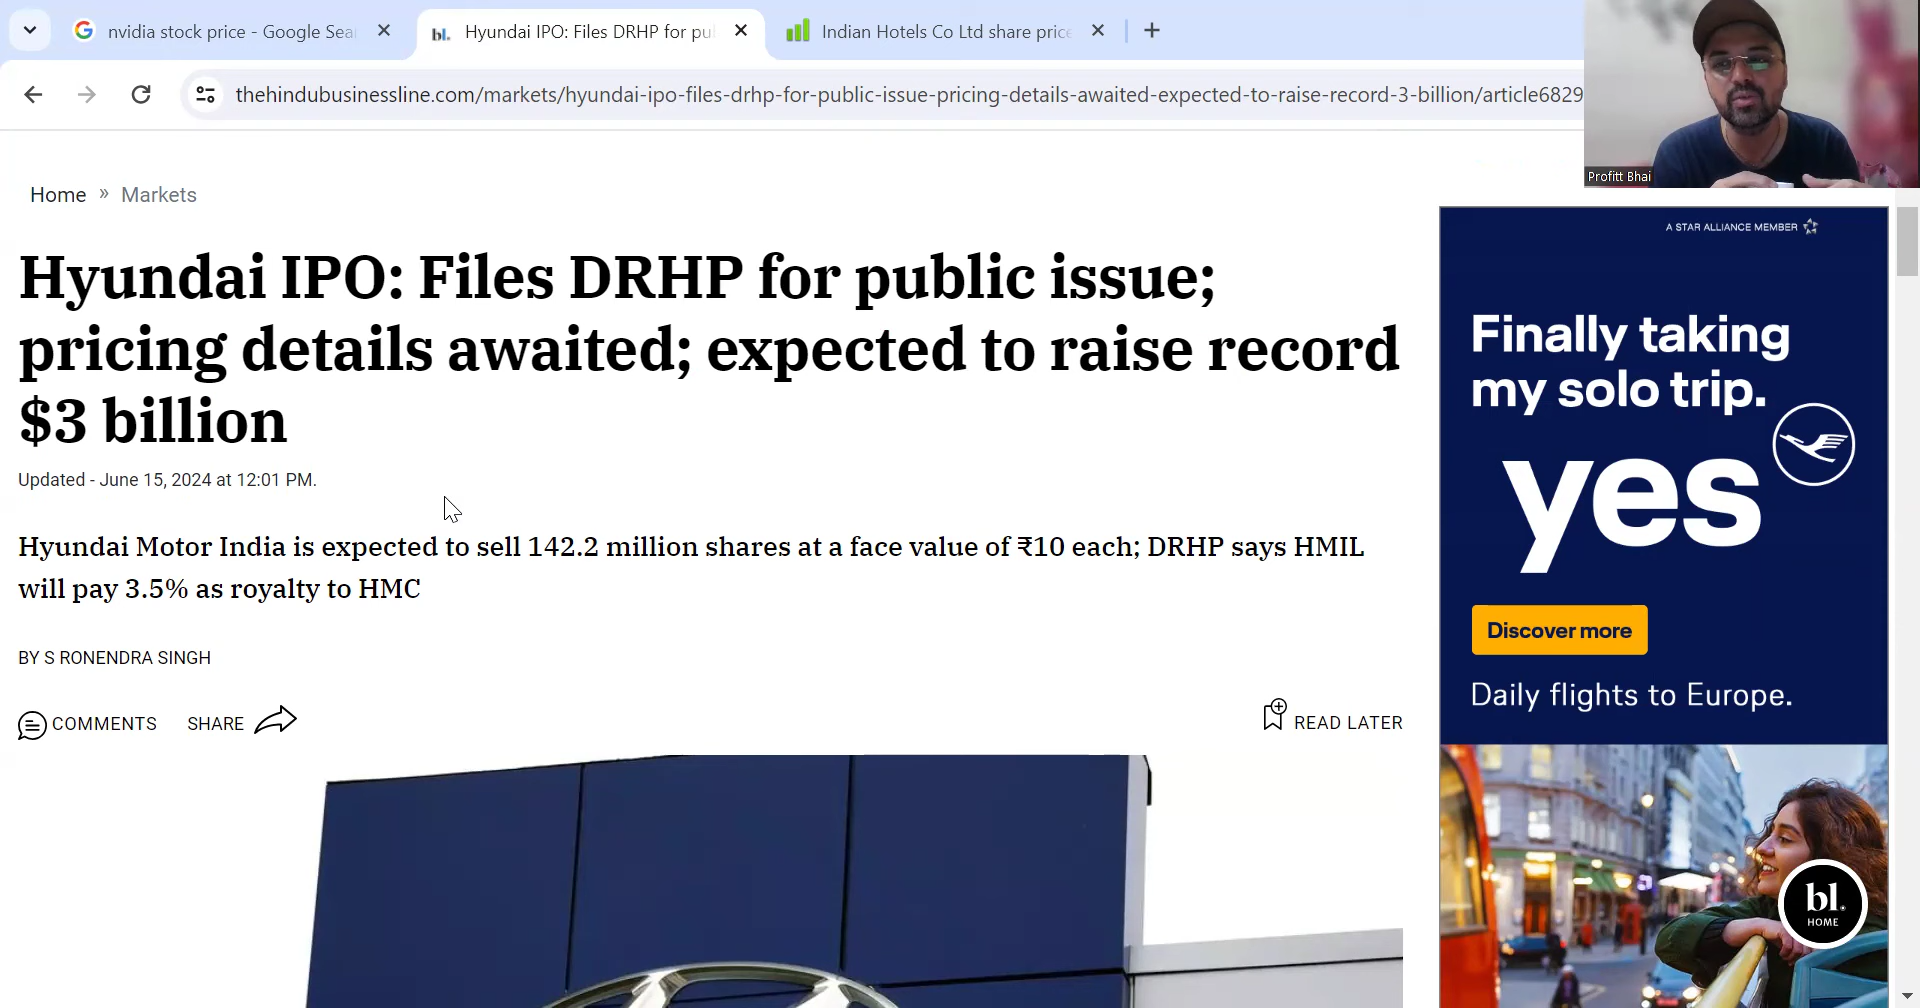 nvidia stock price - Google Sea
bl. Hyundai IPO: Files DRHP for pu
Indian Hotels Co Ltd share price
thehindubusinessline.com/markets/hyundai-ipo-files-drhp-for-public-issue-pricing-details-awaited-expected-to-raise-record-3-billion/article6829
Profitt Bhai
Home » Markets
Hyundai IPO: Files DRHP for public issue;
pricing details awaited; expected to raise record
$3 billion
Updated - June 15, 2024 at 12:01 PM.
Hyundai Motor India is expected to sell 142.2 million shares at a face value of ₹10 each; DRHP says HMIL
will pay 3.5% as royalty to HMC
BY S RONENDRA SINGH
COMMENTS SHARE READ LATER
A STAR ALLIANCE MEMBER
Finally taking
my solo trip.
yes
Discover more
Daily flights to Europe.
bl.
HOME